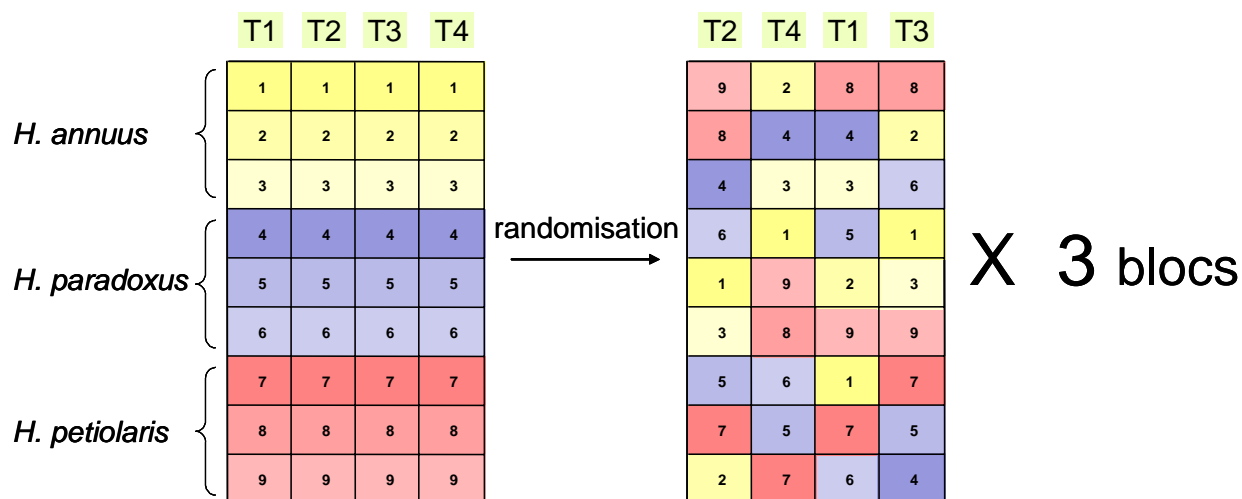 T1 T2 T3 T4
T2 T4 T1 T3
H. annuus
H. paradoxus
H. petiolaris
1 1 1 1
2 2 2 2
3 3 3 3
4 4 4 4
5 5 5 5
6 6 6 6
7 7 7 7
8 8 8 8
9 9 9 9
randomisation
9 2 8 8
8 4 4 2
4 3 3 6
6 1 5 1
1 9 2 3
3 8 9 9
5 6 1 7
7 5 7 5
2 7 6 4
X 3 blocs